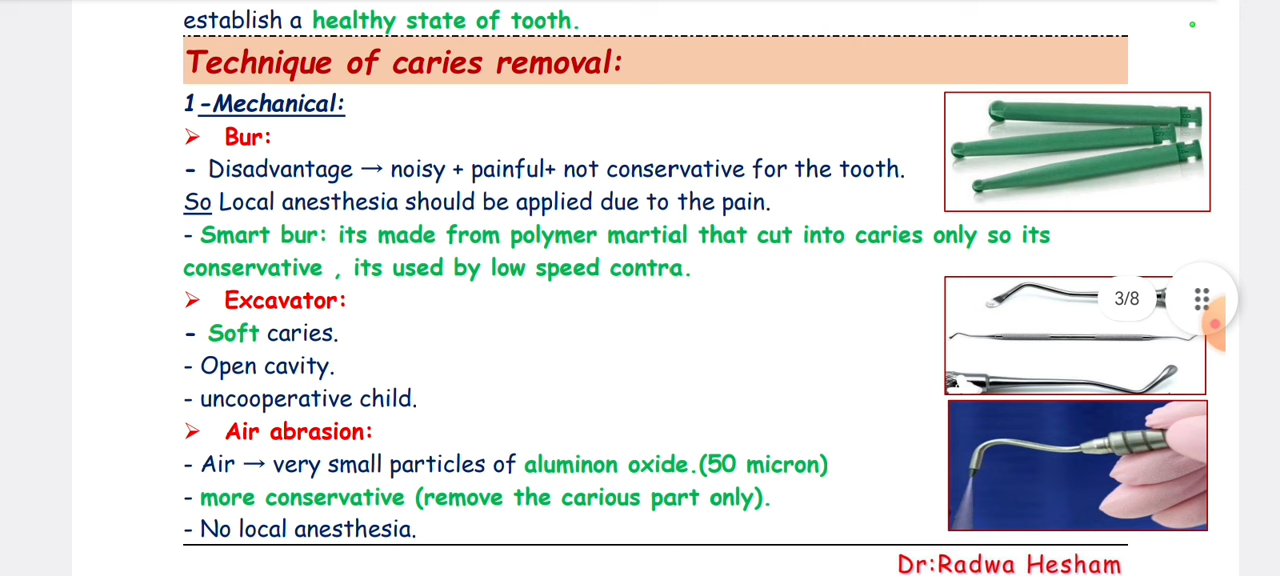 establish a healthy state of tooth.
Technique of caries removal:
1-Mechanical:
➢ Bur:
- Disadvantage → noisy + painful+ not conservative for the tooth.
So Local anesthesia should be applied due to the pain.
- Smart bur: its made from polymer martial that cut into caries only so its
conservative , its used by low speed contra.
➢ Excavator:
- Soft caries.
3/8
- Open cavity.
- uncooperative child.
➢ Air abrasion:
- Air → very small particles of aluminon oxide.(50 micron)
- more conservative (remove the carious part only).
- No local anesthesia.
Dr:Radwa Hesham